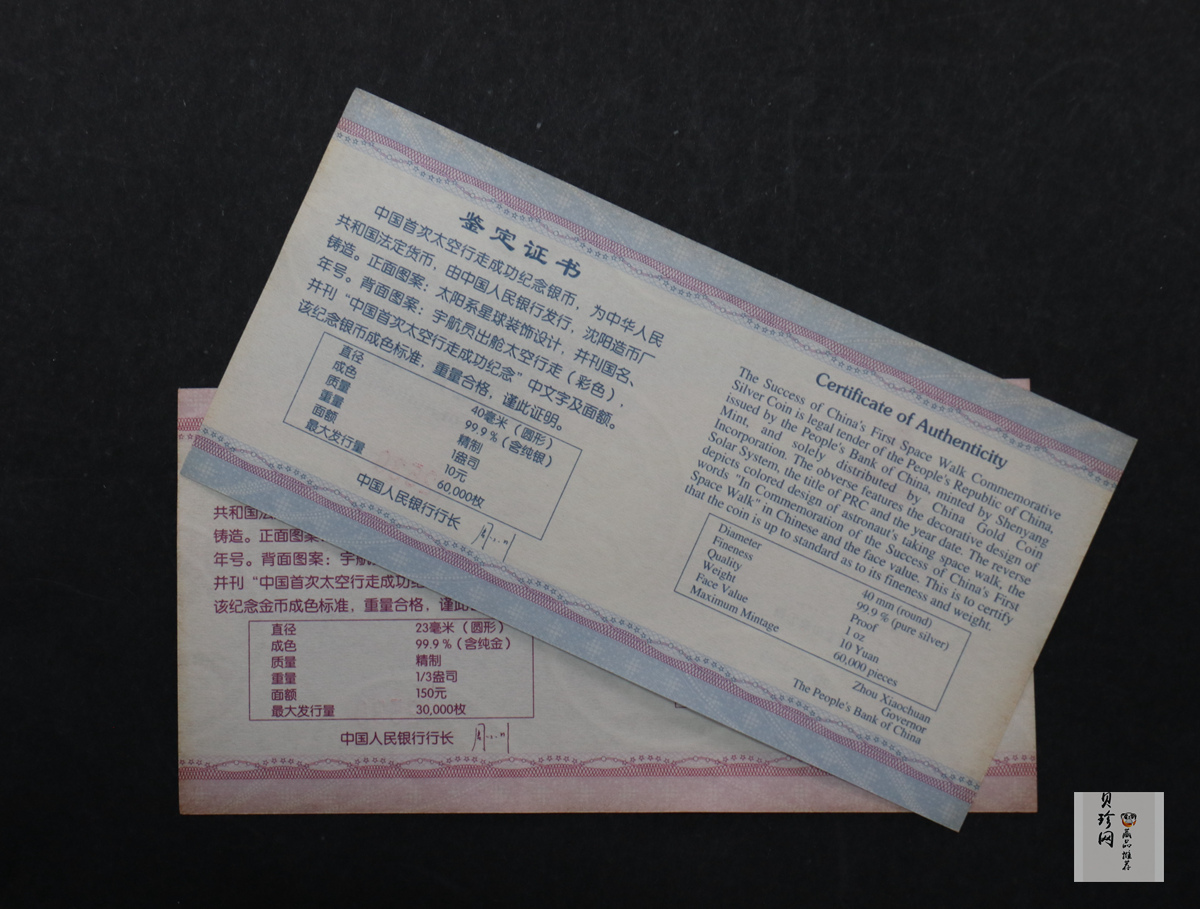 鉴定证书
中国首次太空行走成功纪念银币，为中华人民
共和国法定货币，由中国人民银行发行，沈阳造币厂
铸造。正面图案：太阳系星球装饰设计，并刊国名、
年号。背面图案：宇航员出舱太空行走（彩色），
并刊“中国首次太空行走成功纪念”中文字及面额。
该纪念银币成色标准，重量合格，谨此证明。
直径 40毫米（圆形）
成色 99.9％（含纯银）
质量 精制
重量 1盎司
面额 10元
最大发行量 60,000枚
中国人民银行行长
Certificate of Authenticity
The Success of China's First Space Walk Commemorative
Silver Coin is legal tender of the People's Republic of China,
issued by the People's Bank of China, minted by Shenyang
Mint, and solely distributed by China Gold Coin
Incorporation. The obverse features the decorative design of
Solar System, the title of PRC and the year date. The reverse
depicts colored design of astronaut's taking space walk, the
words "In Commemoration of the Success of China's First
Space Walk" in Chinese and the face value. This is to certify
that the coin is up to standard as to its fineness and weight.
Diameter 40 mm (round)
Fineness 99.9 % (pure silver)
Quality Proof
Weight 1 oz
Face Value 10 Yuan
Maximum Mintage 60,000 pieces
Zhou Xiaochuan
Governor
The People's Bank of China
共和国法
铸造。正面图案
年号。背面图案：宇航
并刊“中国首次太空行走成功纪
该纪念金币成色标准，重量合格，谨此
直径 23毫米（圆形）
成色 99.9％（含纯金）
质量 精制
重量 1/3盎司
面额 150元
最大发行量 30,000枚
中国人民银行行长
贝珍网
藏品推荐